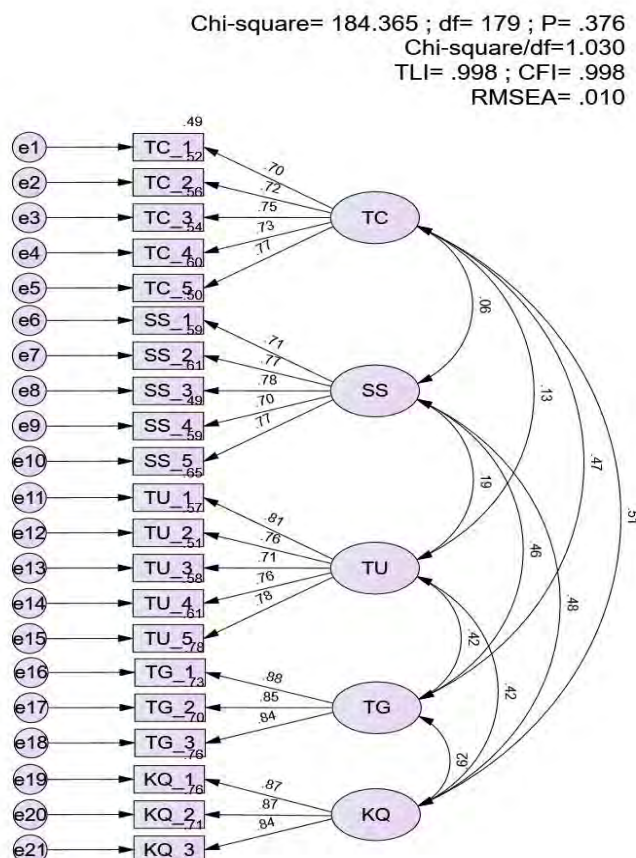 Chi-square= 184.365 ; df= 179 ; P= .376
Chi-square/df=1.030
TLI= .998 ; CFI= .998
RMSEA= .010
.49
e1 TC_1 .70
.52
e2 TC_2 .72
.56
e3 TC_3 .75 TC
.54
e4 TC_4 .73
.60
e5 TC_5 .77
.50
e6 SS_1 .71 .06
.59
e7 SS_2 .77
.61
e8 SS_3 .78 SS .13
.49
e9 SS_4 .70
.59
e10 SS_5 .77 .19 .47
.65
e11 TU_1 .81 .51
.57
e12 TU_2 .76 .46
.51
e13 TU_3 .71 TU
.58
e14 TU_4 .76 .48
.61
e15 TU_5 .78 .42
.78
e16 TG_1 .88 .42
.73
e17 TG_2 .85 TG
.70
e18 TG_3 .84
.76
e19 KQ_1 .87 .62
.76
e20 KQ_2 .87 KQ
.71
e21 KQ_3 .84